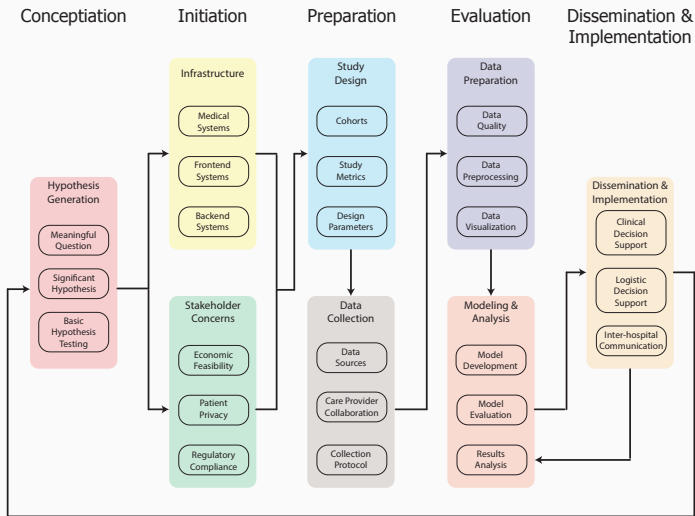 Conceptiation
Initiation
Preparation
Evaluation
Dissemination &
Implementation
Hypothesis
Generation
Meaningful
Question
Significant
Hypothesis
Basic
Hypothesis
Testing
Infrastructure
Medical
Systems
Frontend
Systems
Backend
Systems
Stakeholder
Concerns
Economic
Feasibility
Patient
Privacy
Regulatory
Compliance
Study
Design
Cohorts
Study
Metrics
Design
Parameters
Data
Collection
Data
Sources
Care Provider
Collaboration
Collection
Protocol
Data
Preparation
Data
Quality
Data
Preprocessing
Data
Visualization
Modeling &
Analysis
Model
Development
Model
Evaluation
Results
Analysis
Dissemination &
Implementation
Clinical
Decision
Support
Logistic
Decision
Support
Inter-hospital
Communication